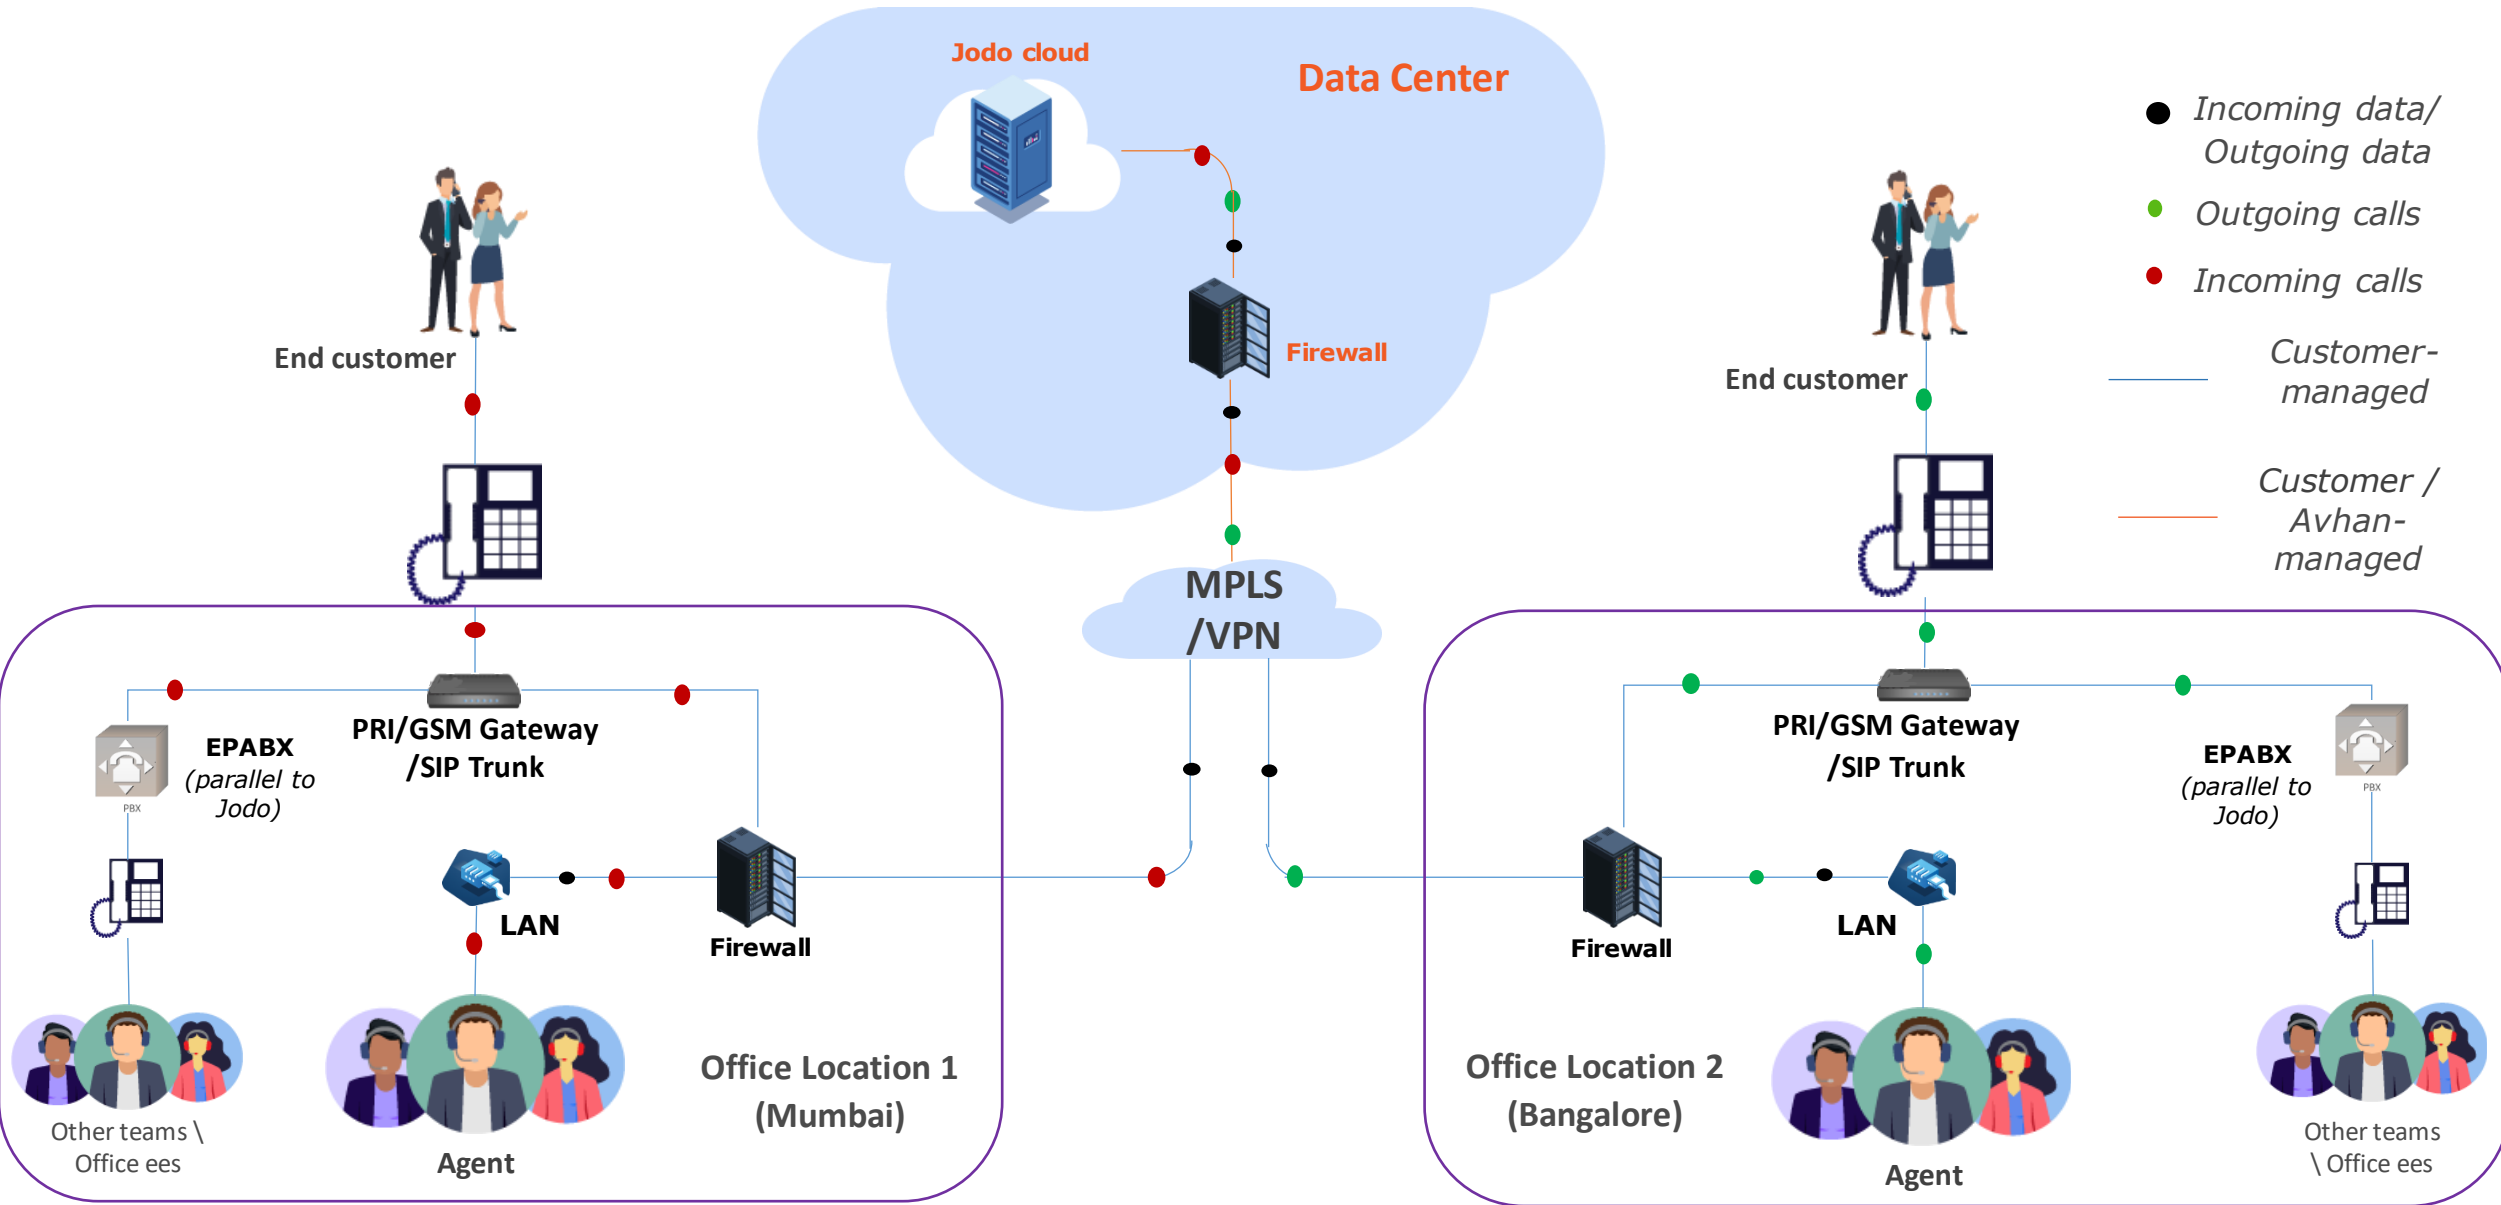 Jodo cloud
Data Center
Firewall
Incoming data/
Outgoing data
Outgoing calls
Incoming calls
Customer-
managed
Customer /
Avhan-
managed
End customer
End customer
MPLS
/VPN
PRI/GSM Gateway
/SIP Trunk
EPABX
(parallel to
Jodo)
PBX
LAN
Firewall
Office Location 1
(Mumbai)
Other teams \
Office ees
Agent
PRI/GSM Gateway
/SIP Trunk
EPABX
(parallel to
Jodo)
PBX
Firewall
LAN
Office Location 2
(Bangalore)
Agent
Other teams
\ Office ees